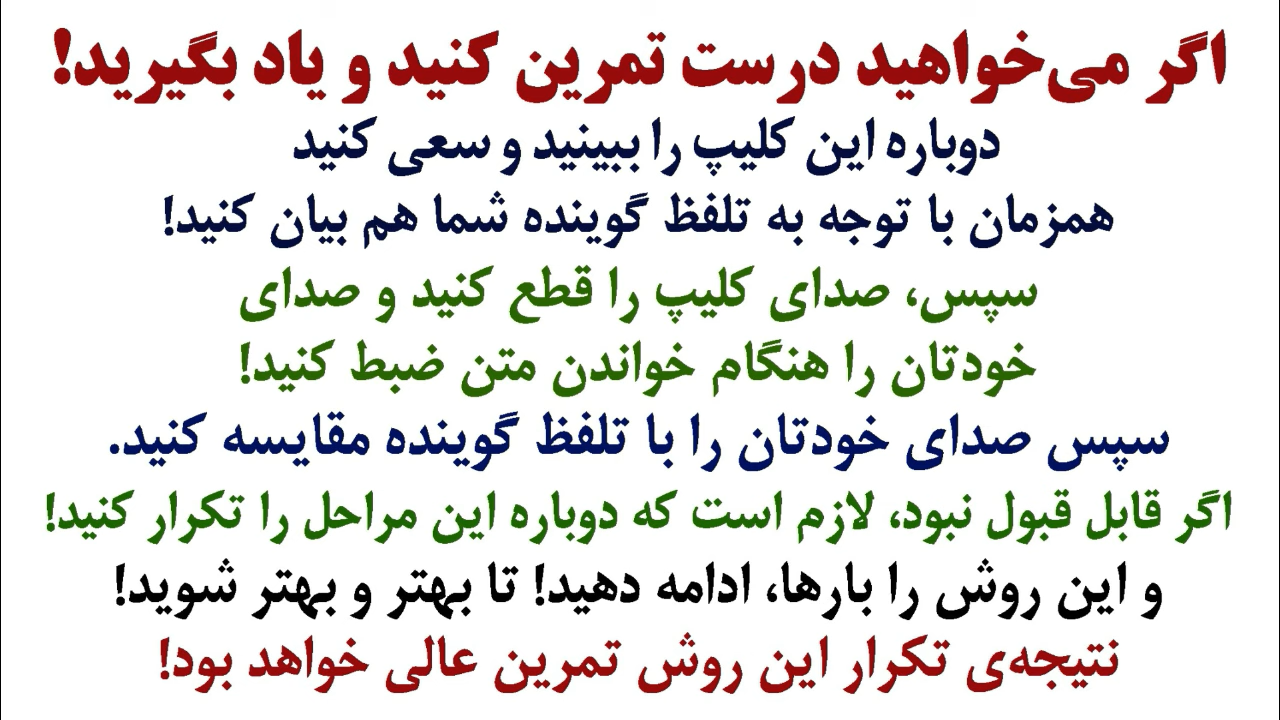 اگر می‌خواهید درست تمرین کنید و یاد بگیرید!
دوباره این کلیپ را ببینید و سعی کنید
همزمان با توجه به تلفظ گوینده شما هم بیان کنید!
سپس، صدای کلیپ را قطع کنید و صدای
خودتان را هنگام خواندن متن ضبط کنید!
سپس صدای خودتان را با تلفظ گوینده مقایسه کنید.
اگر قابل قبول نبود، لازم است که دوباره این مراحل را تکرار کنید!
و این روش را بارها، ادامه دهید! تا بهتر و بهتر شوید!
نتیجه‌ی تکرار این روش تمرین عالی خواهد بود!